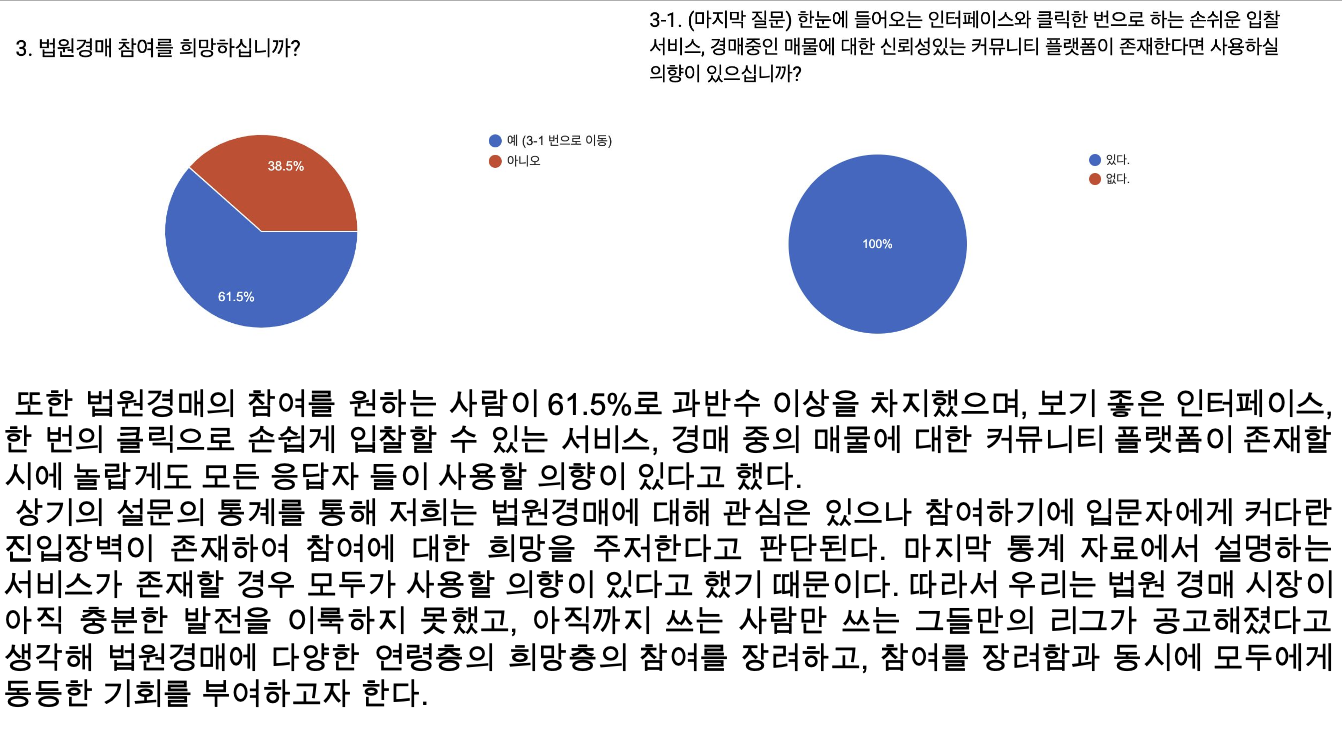 3. 법원경매 참여를 희망하십니까?
예 (3-1 번으로 이동)
아니오
38.5%
61.5%
3-1. (마지막 질문) 한눈에 들어오는 인터페이스와 클릭한 번으로 하는 손쉬운 입찰
서비스, 경매중인 매물에 대한 신뢰성있는 커뮤니티 플랫폼이 존재한다면 사용하실
의향이 있으십니까?
있다.
없다.
100%
또한 법원경매의 참여를 원하는 사람이 61.5%로 과반수 이상을 차지했으며, 보기 좋은 인터페이스,
한 번의 클릭으로 손쉽게 입찰할 수 있는 서비스, 경매 중의 매물에 대한 커뮤니티 플랫폼이 존재할
시에 놀랍게도 모든 응답자 들이 사용할 의향이 있다고 했다.
상기의 설문의 통계를 통해 저희는 법원경매에 대해 관심은 있으나 참여하기에 입문자에게 커다란
진입장벽이 존재하여 참여에 대한 희망을 주저한다고 판단된다. 마지막 통계 자료에서 설명하는
서비스가 존재할 경우 모두가 사용할 의향이 있다고 했기 때문이다. 따라서 우리는 법원 경매 시장이
아직 충분한 발전을 이룩하지 못했고, 아직까지 쓰는 사람만 쓰는 그들만의 리그가 공고해졌다고
생각해 법원경매에 다양한 연령층의 희망층의 참여를 장려하고, 참여를 장려함과 동시에 모두에게
동등한 기회를 부여하고자 한다.